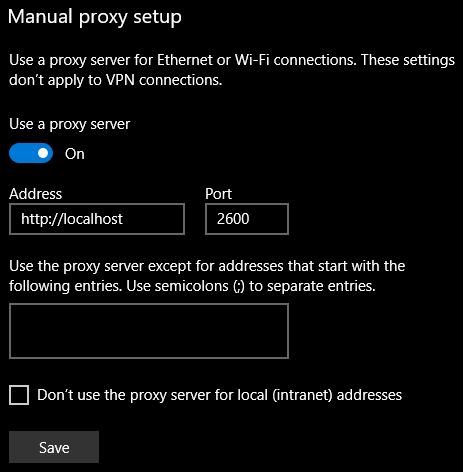 Manual proxy setup
Use a proxy server for Ethernet or Wi-Fi connections. These settings
don't apply to VPN connections.
Use a proxy server
On
Address Port
http://localhost 2600
Use the proxy server except for addresses that start with the
following entries. Use semicolons (;) to separate entries.
Don't use the proxy server for local (intranet) addresses
Save